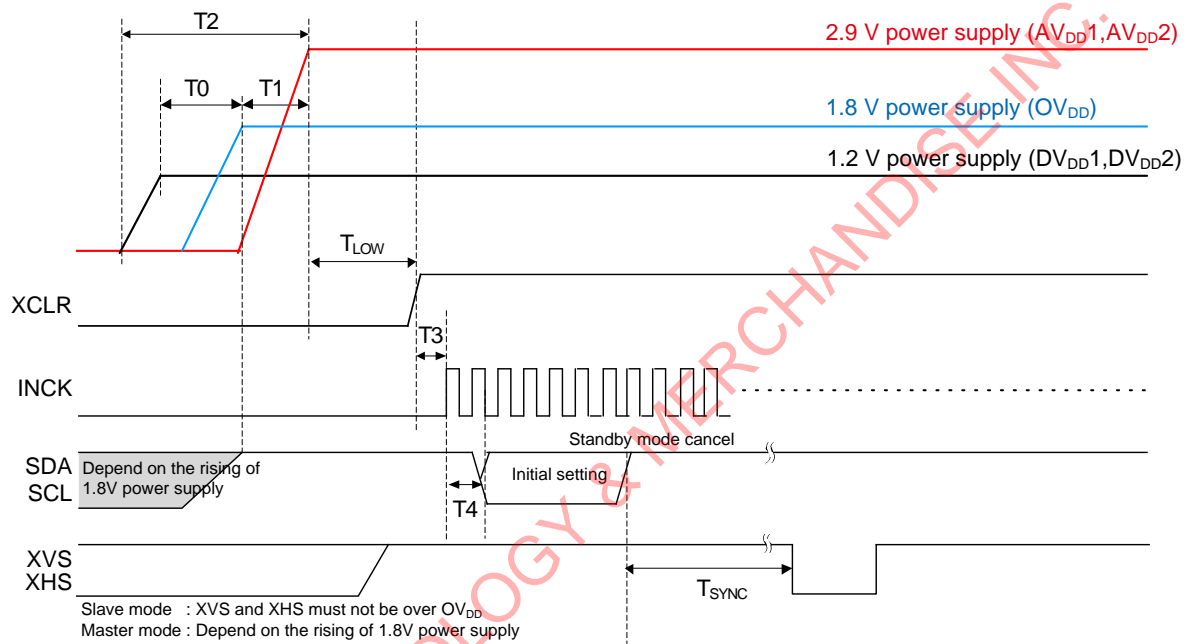 T2
2.9 V power supply (AVDD1,AVDD2)
T0
T1
1.8 V power supply (OVDD)
1.2 V power supply (DVDD1,DVDD2)
TLOW
XCLR
T3
INCK
Standby mode cancel
SDA
SCL
Depend on the rising of
1.8V power supply
Initial setting
T4
XVS
XHS
TSYNC
Slave mode : XVS and XHS must not be over OVDD
Master mode : Depend on the rising of 1.8V power supply
OLOGY & MERCHANDISE INC.